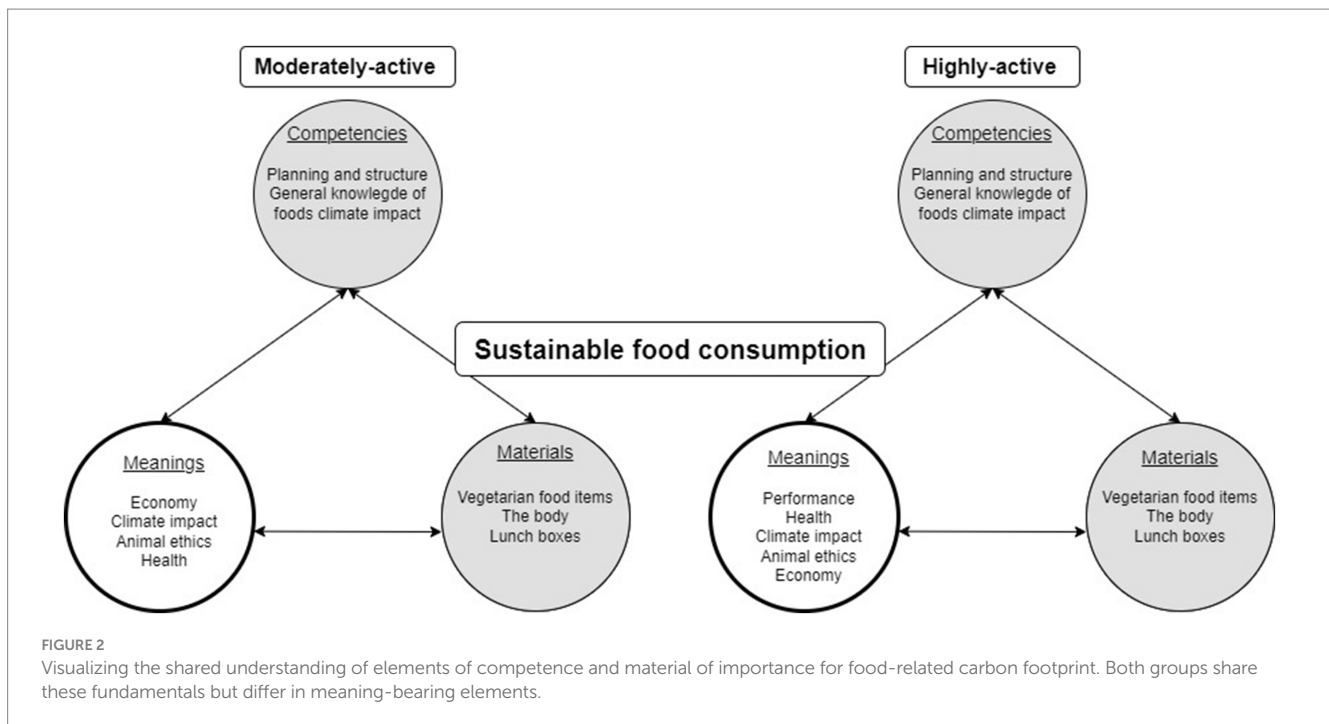 Moderately-active
Highly-active
Competencies
Planning and structure
General knowlegde of
foods climate impact
Competencies
Planning and structure
General knowlegde of
foods climate impact
Sustainable food consumption
Meanings
Economy
Climate impact
Animal ethics
Health
Materials
Vegetarian food items
The body
Lunch boxes
Meanings
Performance
Health
Climate impact
Animal ethics
Economy
Materials
Vegetarian food items
The body
Lunch boxes
FIGURE 2
Visualizing the shared understanding of elements of competence and material of importance for food-related carbon footprint. Both groups share
these fundamentals but differ in meaning-bearing elements.